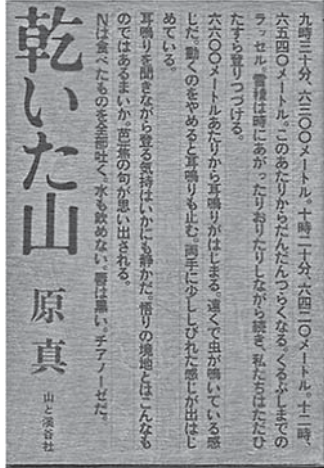 九時三十分、六三〇〇メートル。十時二十分、六四二〇メートル。十二時、
六五四〇メートル。このあたりからだんだんつらくなる。くるぶしまでの
ラッセル。雪稜は時にあがったりおりたりしながら続き、私たちはただひ
たすら登りつづける。
六六〇〇メートルあたりから耳鳴りがはじまる。遠くで虫が鳴いている感
じだ。動くのをやめると耳鳴りも止む。両手に少ししびれた感じが出はじ
めている。
耳鳴りを聞きながら登る気持はいかにも静かだ。悟りの境地とはこんなも
のではあるまいか。芭蕉の句が思い出される。
Nは食べたものを全部吐く。水も飲めない。唇は黒い。チアノーゼだ。
乾いた山
原真
山と溪谷社